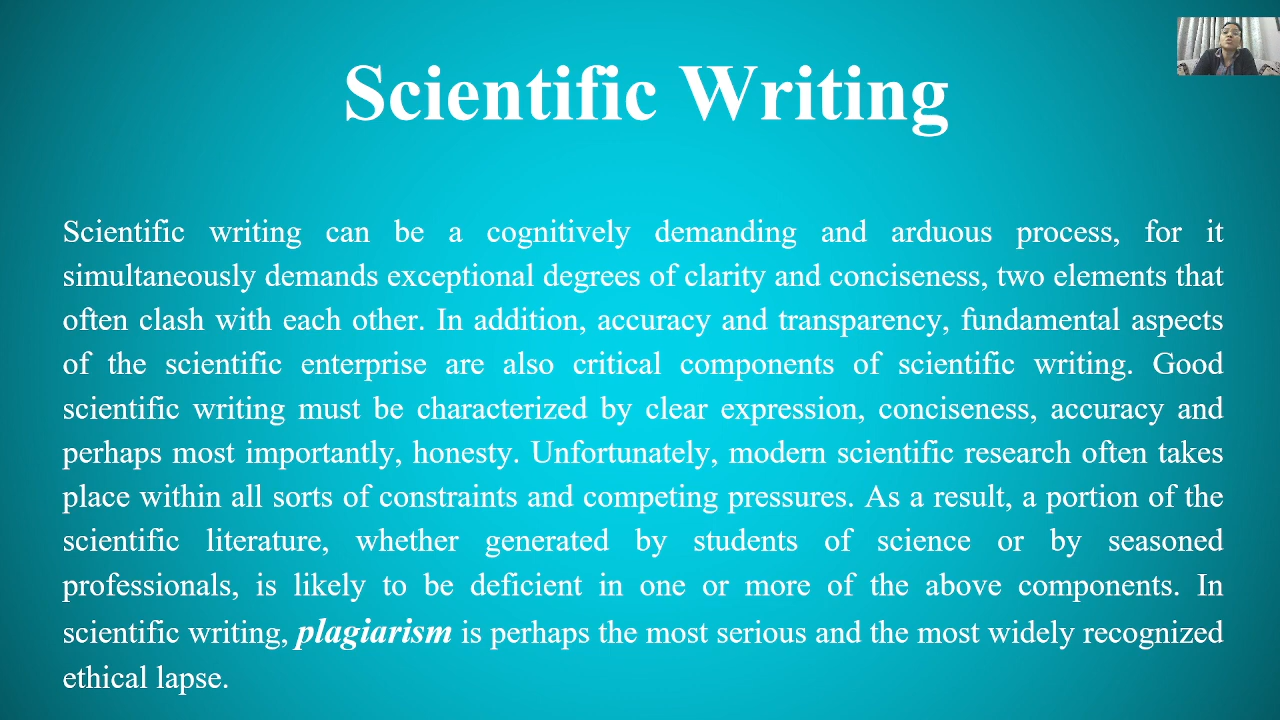 Scientific Writing
Scientific writing can be a cognitively demanding and arduous process, for it
simultaneously demands exceptional degrees of clarity and conciseness, two elements that
often clash with each other. In addition, accuracy and transparency, fundamental aspects
of the scientific enterprise are also critical components of scientific writing. Good
scientific writing must be characterized by clear expression, conciseness, accuracy and
perhaps most importantly, honesty. Unfortunately, modern scientific research often takes
place within all sorts of constraints and competing pressures. As a result, a portion of the
scientific literature, whether generated by students of science or by seasoned
professionals, is likely to be deficient in one or more of the above components. In
scientific writing, plagiarism is perhaps the most serious and the most widely recognized
ethical lapse.